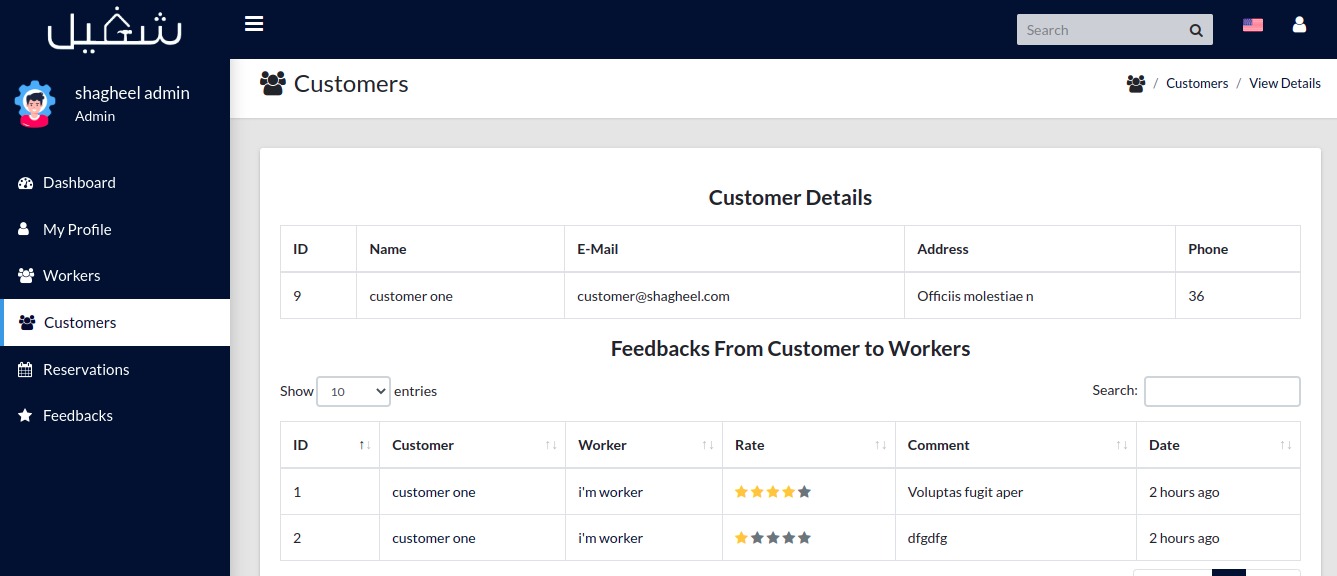 شغيل
Search
shagheel admin
Admin
Dashboard
My Profile
Workers
Customers
Reservations
Feedbacks
Customers
/ Customers / View Details
Customer Details
ID Name E-Mail Address Phone
9 customer one customer@shagheel.com Officiis molestiae n 36
Feedbacks From Customer to Workers
Show 10 entries Search:
ID ↑↓ Customer ↑↓ Worker ↑↓ Rate ↑↓ Comment ↑↓ Date ↑↓
1 customer one i'm worker Voluptas fugit aper 2 hours ago
2 customer one i'm worker dfgdfg 2 hours ago